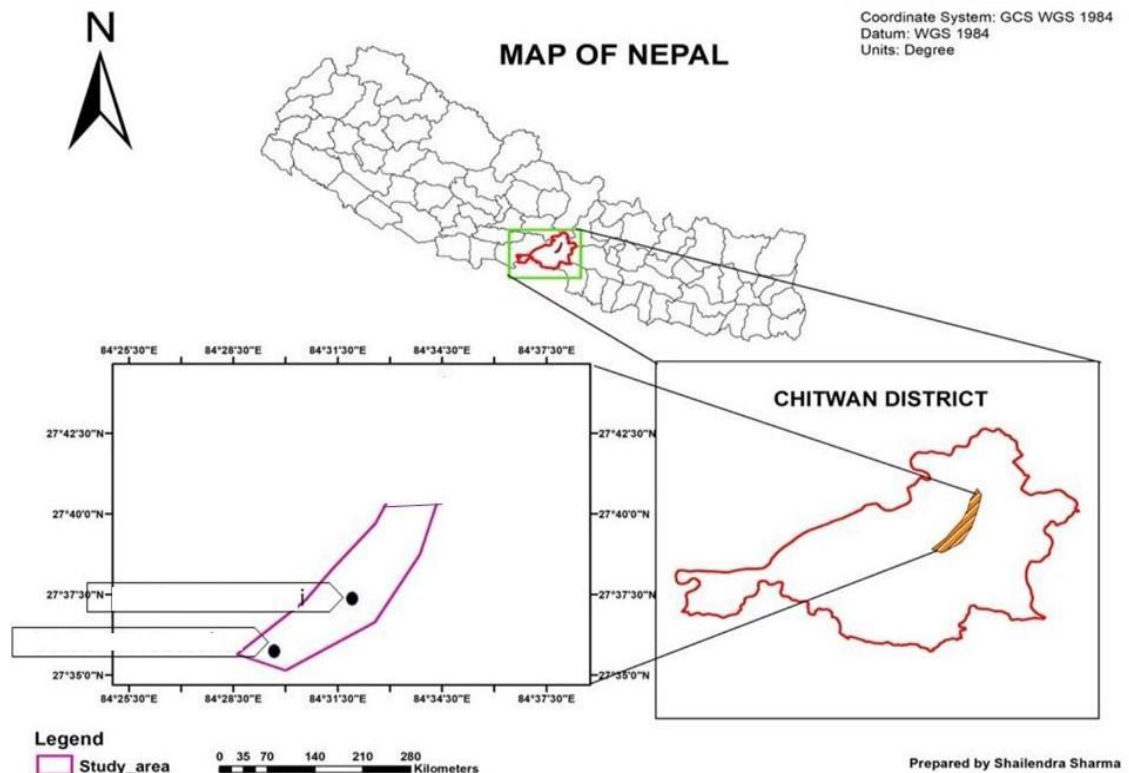 Coordinate System: GCS WGS 1984
Datum: WGS 1984
Units: Degree
N
MAP OF NEPAL
84°25'30"E 84°28'30"E 84°31'30"E 84°34'30"E 84°37'30"E
CHITWAN DISTRICT
27°42'30"N 27°42'30"N
27°40'0"N 27°40'0"N
27°37'30"N 27°37'30"N
27°35'0"N 27°35'0"N
84°25'30"E 84°28'30"E 84°31'30"E 84°34'30"E 84°37'30"E
Legend
Study_area
0 35 70 140 210 280
Kilometers
Prepared by Shailendra Sharma